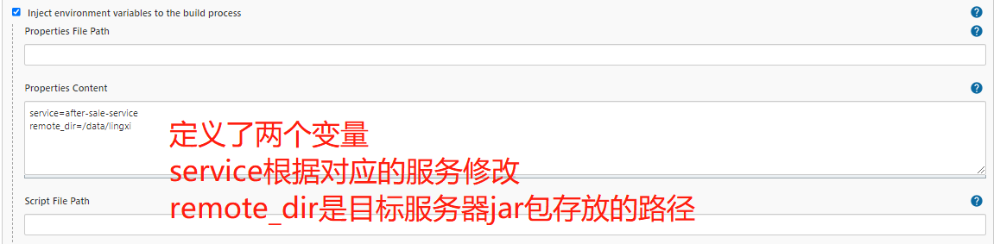 Inject environment variables to the build process
Properties File Path
Properties Content
service=after-sale-service
remote_dir=/data/lingxi
定义了两个变量
service根据对应的服务修改
remote_dir是目标服务器jar包存放的路径
Script File Path